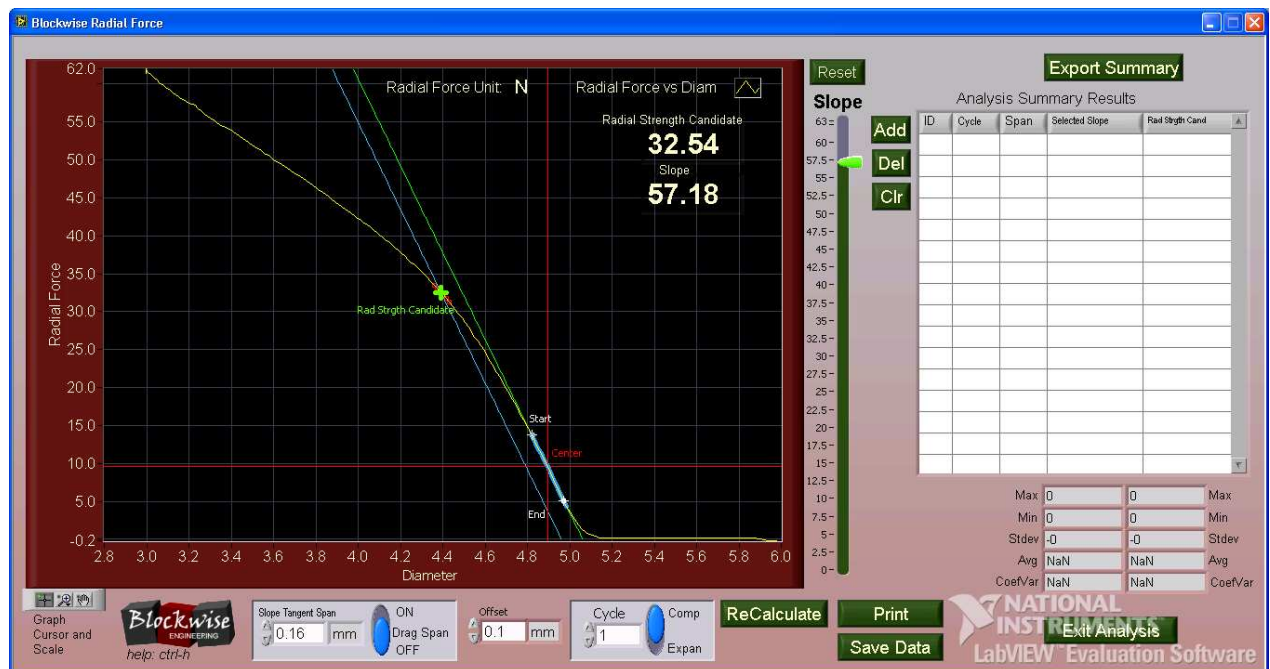 Blockwise Radial Force
62.0
55.0
50.0
45.0
40.0
35.0
30.0
25.0
20.0
15.0
10.0
5.0
-0.2
Radial Force
2.8 3.0 3.2 3.4 3.6 3.8 4.0 4.2 4.4 4.6 4.8 5.0 5.2 5.4 5.6 5.8 6.0
Diameter
Radial Force Unit: N
Radial Force vs Diam
Radial Strength Candidate
32.54
Slope
57.18
Rad Strgth Candidate
Start
Center
End
Reset
Slope
63
60
57.5
55
52.5
50
47.5
45
42.5
40
37.5
35
32.5
30
27.5
25
22.5
20
17.5
15
12.5
10
7.5
5
2.5
0
Add
Del
Clr
Export Summary
Analysis Summary Results
ID Cycle Span Selected Slope Rad Strgth Cand
Max 0 0 Max
Min 0 0 Min
Stdev -0 -0 Stdev
Avg NaN NaN Avg
CoefVar NaN NaN CoefVar
Graph
Cursor and
Scale
Blockwise
ENGINEERING
help: ctrl-h
Slope Tangent Span
0.16 mm
ON
Drag Span
OFF
Offset
0.1 mm
Cycle
1
Comp
Expan
ReCalculate
Print
Save Data
Exit Analysis
NATIONAL
INSTRUMENTS
LabVIEW™ Evaluation Software